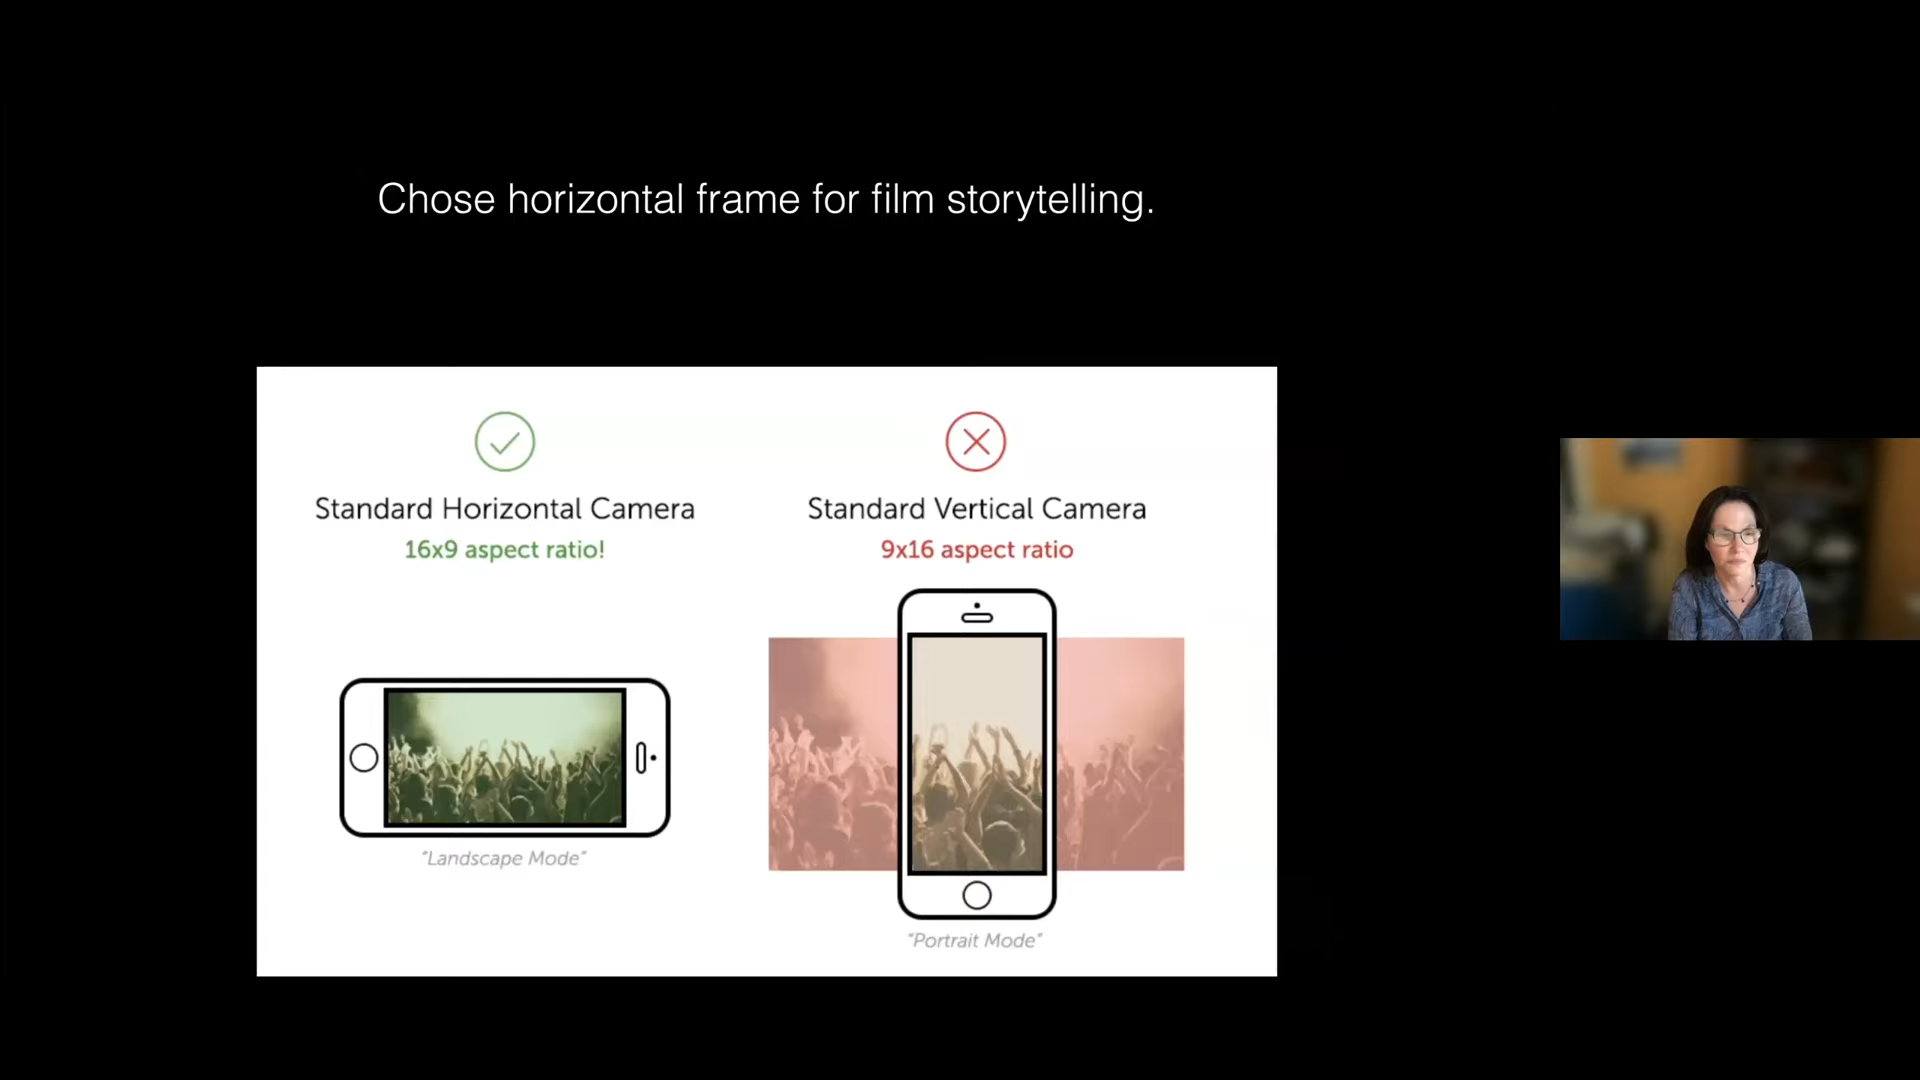 Chose horizontal frame for film storytelling.
Standard Horizontal Camera
16x9 aspect ratio!
"Landscape Mode"
Standard Vertical Camera
9x16 aspect ratio
"Portrait Mode"